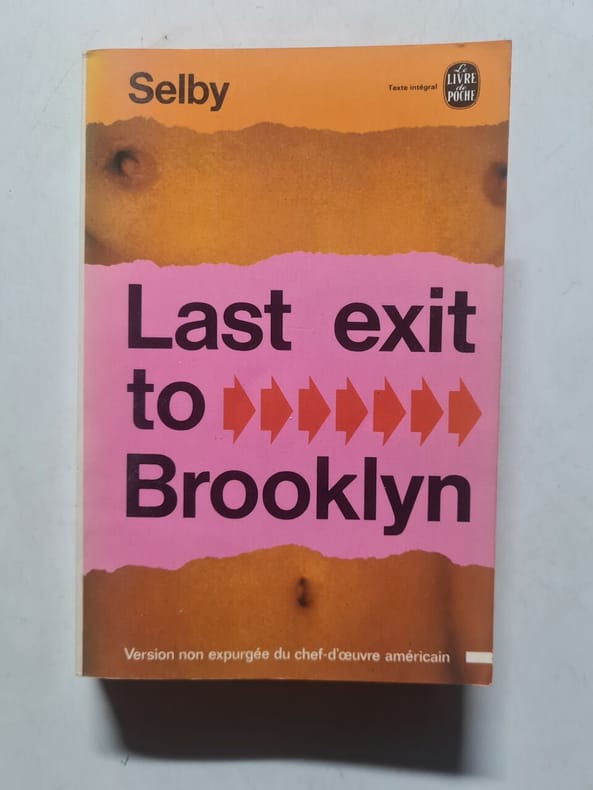 Selby
Texte intégral
Le
LIVRE
de
POCHE
Last exit
to
Brooklyn
Version non expurgée du chef-d'œuvre américain